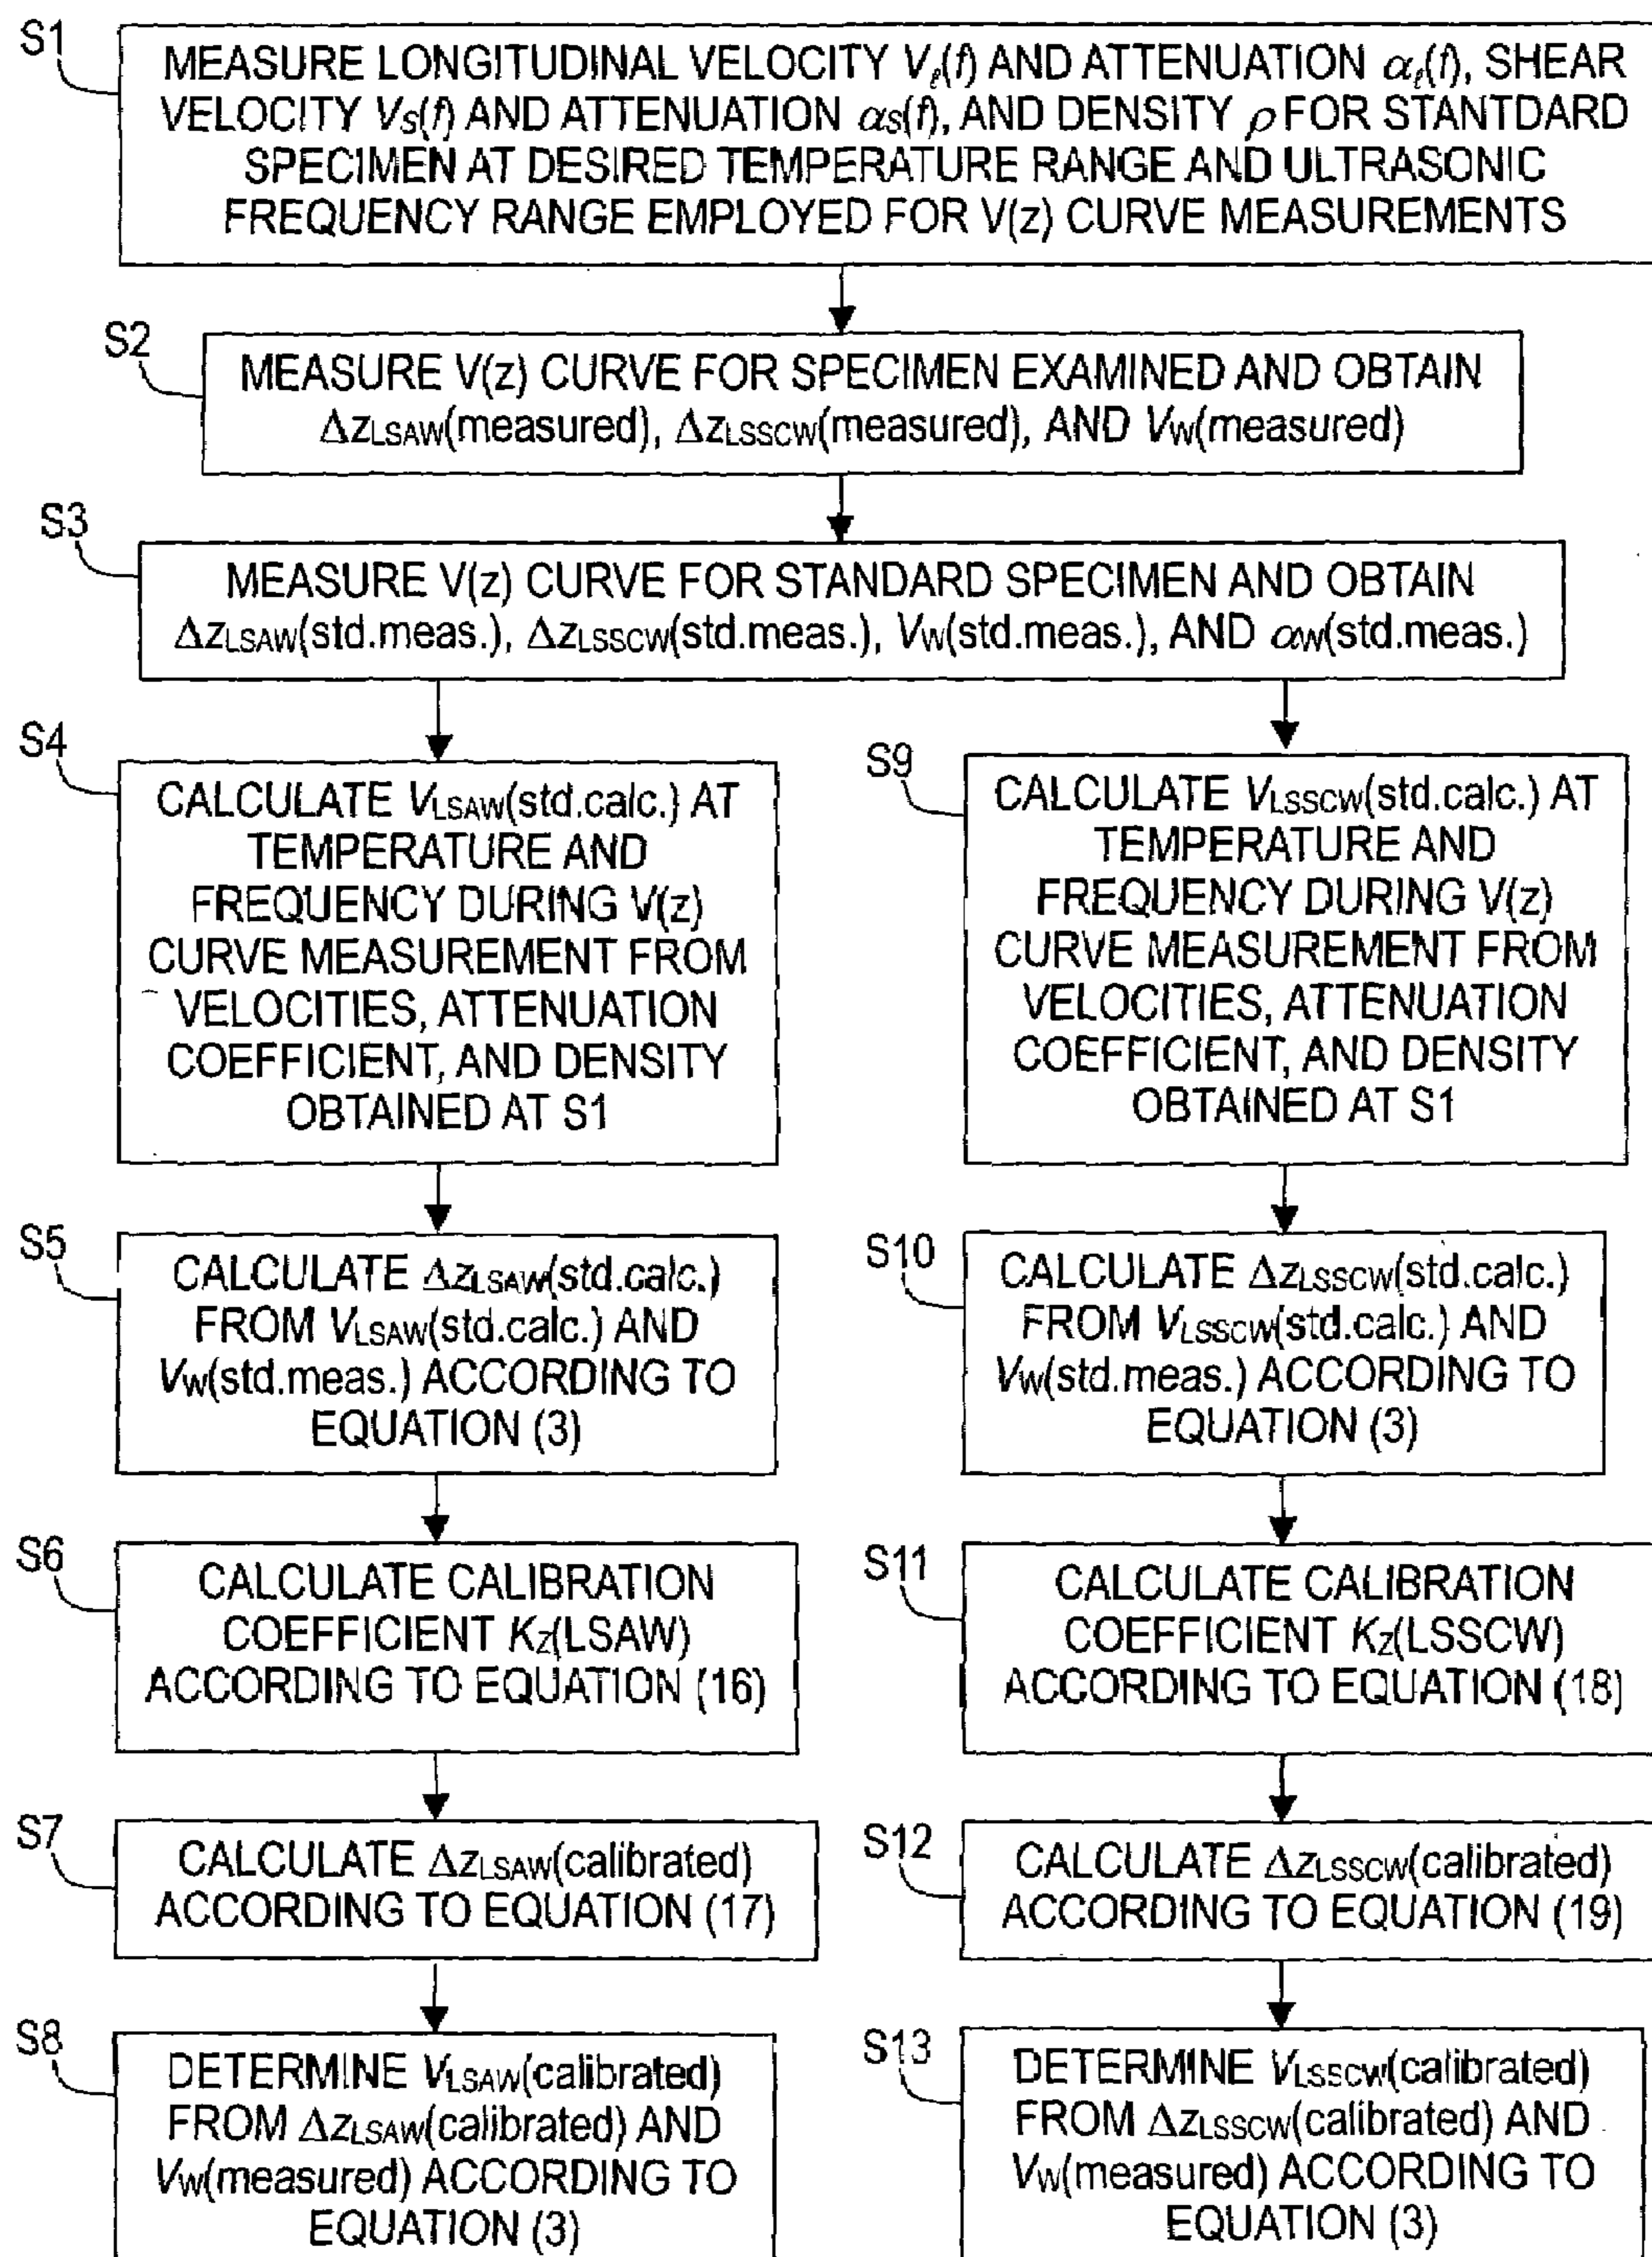 S1
MEASURE LONGITUDINAL VELOCITY Vℓ(f) AND ATTENUATION αℓ(f), SHEAR
VELOCITY VS(f) AND ATTENUATION αS(f), AND DENSITY ρ FOR STANTDARD
SPECIMEN AT DESIRED TEMPERATURE RANGE AND ULTRASONIC
FREQUENCY RANGE EMPLOYED FOR V(z) CURVE MEASUREMENTS
S2
MEASURE V(z) CURVE FOR SPECIMEN EXAMINED AND OBTAIN
ΔzLSAW(measured), ΔzLSSCW(measured), AND VW(measured)
S3
MEASURE V(z) CURVE FOR STANDARD SPECIMEN AND OBTAIN
ΔzLSAW(std.meas.), ΔzLSSCW(std.meas.), VW(std.meas.), AND αW(std.meas.)
S4
CALCULATE VLSAW(std.calc.) AT
TEMPERATURE AND
FREQUENCY DURING V(z)
CURVE MEASUREMENT FROM
VELOCITIES, ATTENUATION
COEFFICIENT, AND DENSITY
OBTAINED AT S1
S5
CALCULATE ΔzLSAW(std.calc.)
FROM VLSAW(std.calc.) AND
VW(std.meas.) ACCORDING TO
EQUATION (3)
S6
CALCULATE CALIBRATION
COEFFICIENT KZ(LSAW)
ACCORDING TO EQUATION (16)
S7
CALCULATE ΔzLSAW(calibrated)
ACCORDING TO EQUATION (17)
S8
DETERMINE VLSAW(calibrated)
FROM ΔzLSAW(calibrated) AND
VW(measured) ACCORDING TO
EQUATION (3)
S9
CALCULATE VLSSCW(std.calc.) AT
TEMPERATURE AND
FREQUENCY DURING V(z)
CURVE MEASUREMENT FROM
VELOCITIES, ATTENUATION
COEFFICIENT, AND DENSITY
OBTAINED AT S1
S10
CALCULATE ΔzLSSCW(std.calc.)
FROM VLSSCW(std.calc.) AND
VW(std.meas.) ACCORDING TO
EQUATION (3)
S11
CALCULATE CALIBRATION
COEFFICIENT KZ(LSSCW)
ACCORDING TO EQUATION (18)
S12
CALCULATE ΔzLSSCW(calibrated)
ACCORDING TO EQUATION (19)
S13
DETERMINE VLSSCW(calibrated)
FROM ΔzLSSCW(calibrated) AND
VW(measured) ACCORDING TO
EQUATION (3)